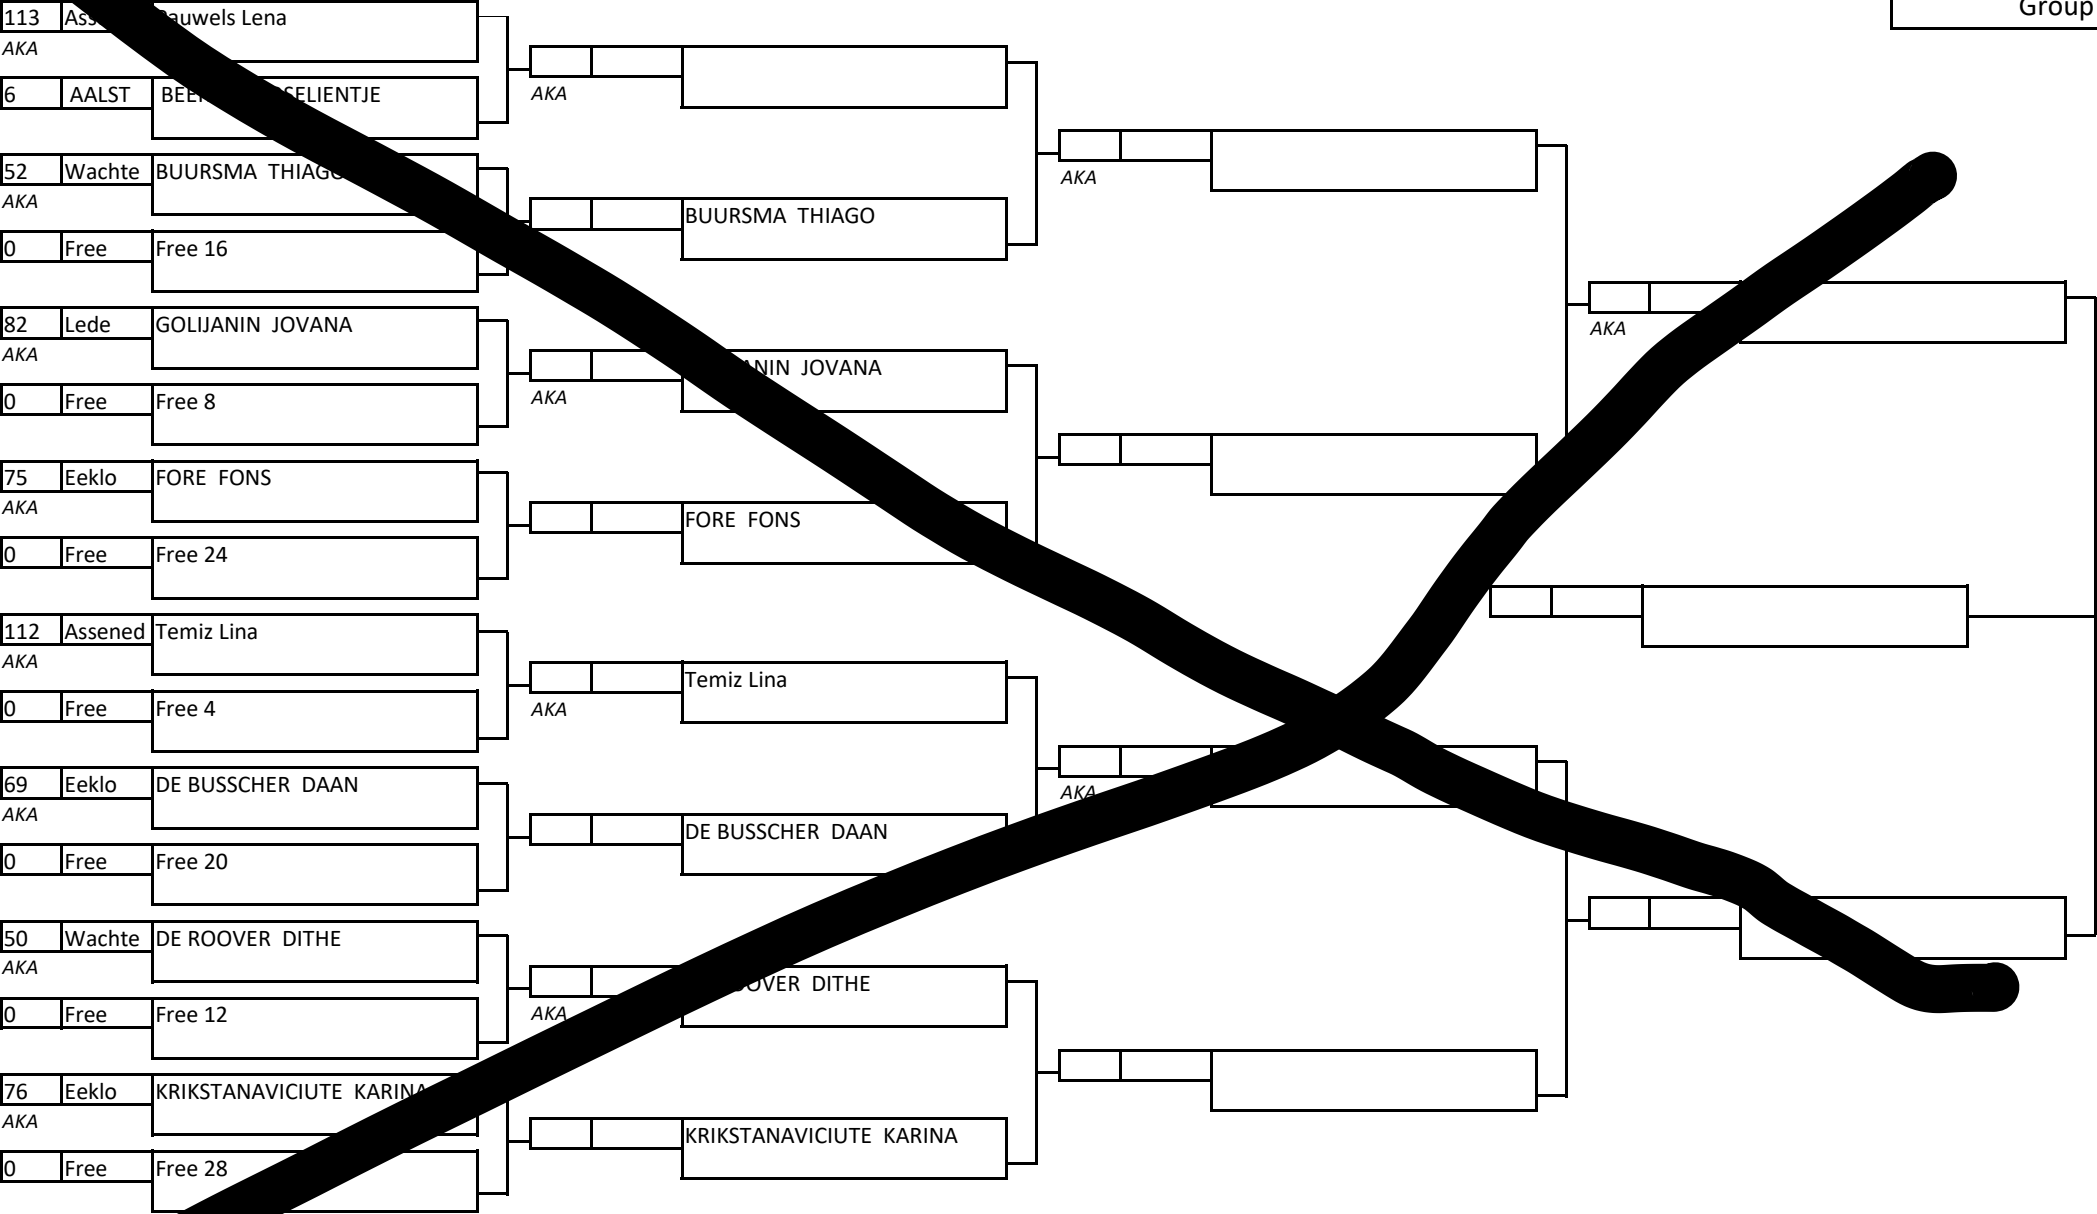 Group
113 Lena
AKA
6 AALST
52 Wachte BUURSMA THIAGO
AKA
0 Free Free 16
82 Lede GOLIJANIN JOVANA
AKA
0 Free Free 8
75 Eeklo FORE FONS
AKA
0 Free Free 24
112 Assened Temiz Lina
AKA
0 Free Free 4
69 Eeklo DE BUSSCHER DAAN
AKA
0 Free Free 20
50 Wachte DE ROOVER DITHE
AKA
0 Free Free 12
76 Eeklo KRIKSTANAVICIUTE KARINA
AKA
0 Free Free 28
AKA
BUURSMA THIAGO
JOVANA
AKA
FORE FONS
Temiz Lina
AKA
DE BUSSCHER DAAN
DITHE
AKA
KRIKSTANAVICIUTE KARINA
AKA
AKA
AKA